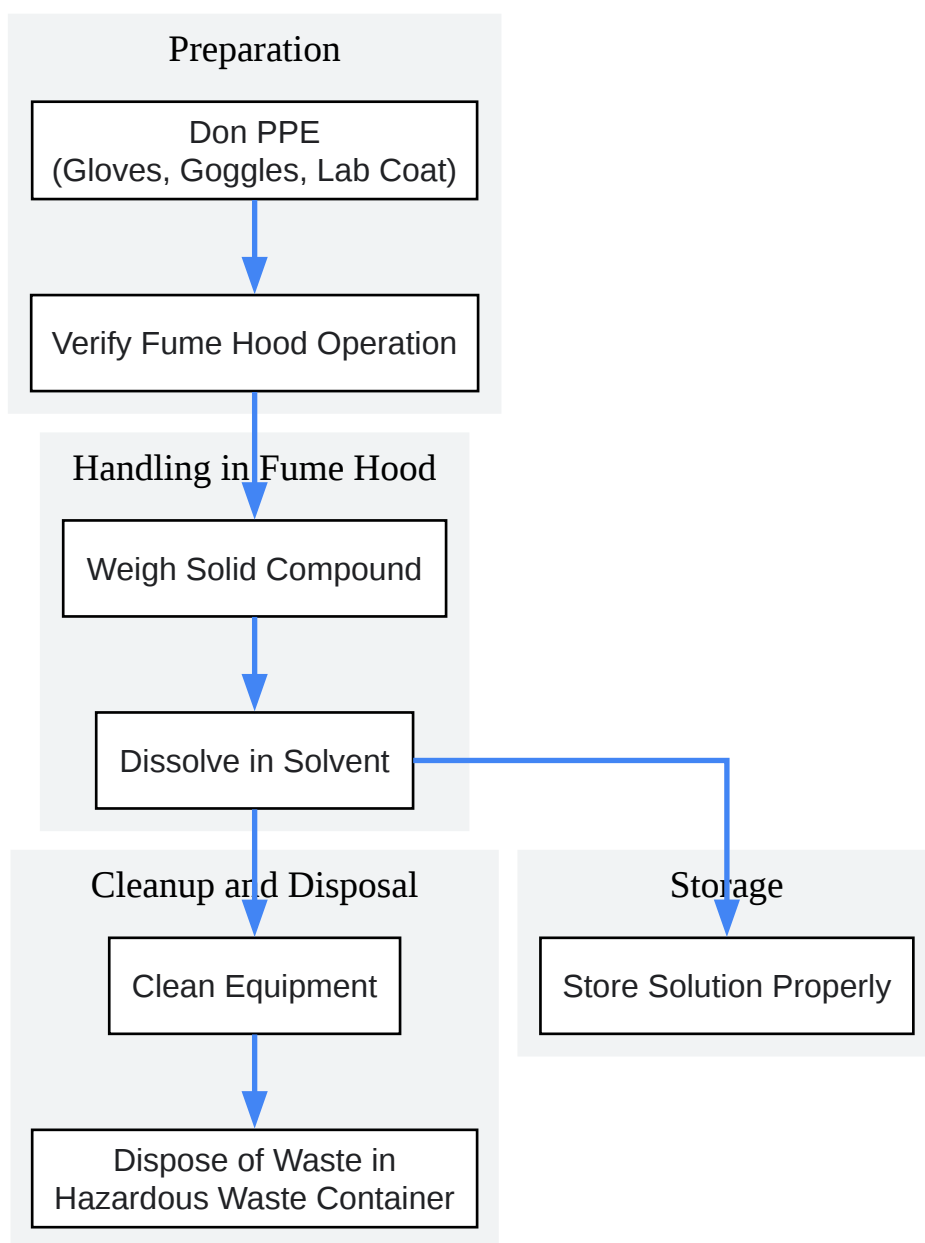 Preparation
Don PPE
(Gloves, Goggles, Lab Coat)
Verify Fume Hood Operation
Handling in Fume Hood
Weigh Solid Compound
Dissolve in Solvent
Cleanup and Disposal
Clean Equipment
Dispose of Waste in
Hazardous Waste Container
Storage
Store Solution Properly